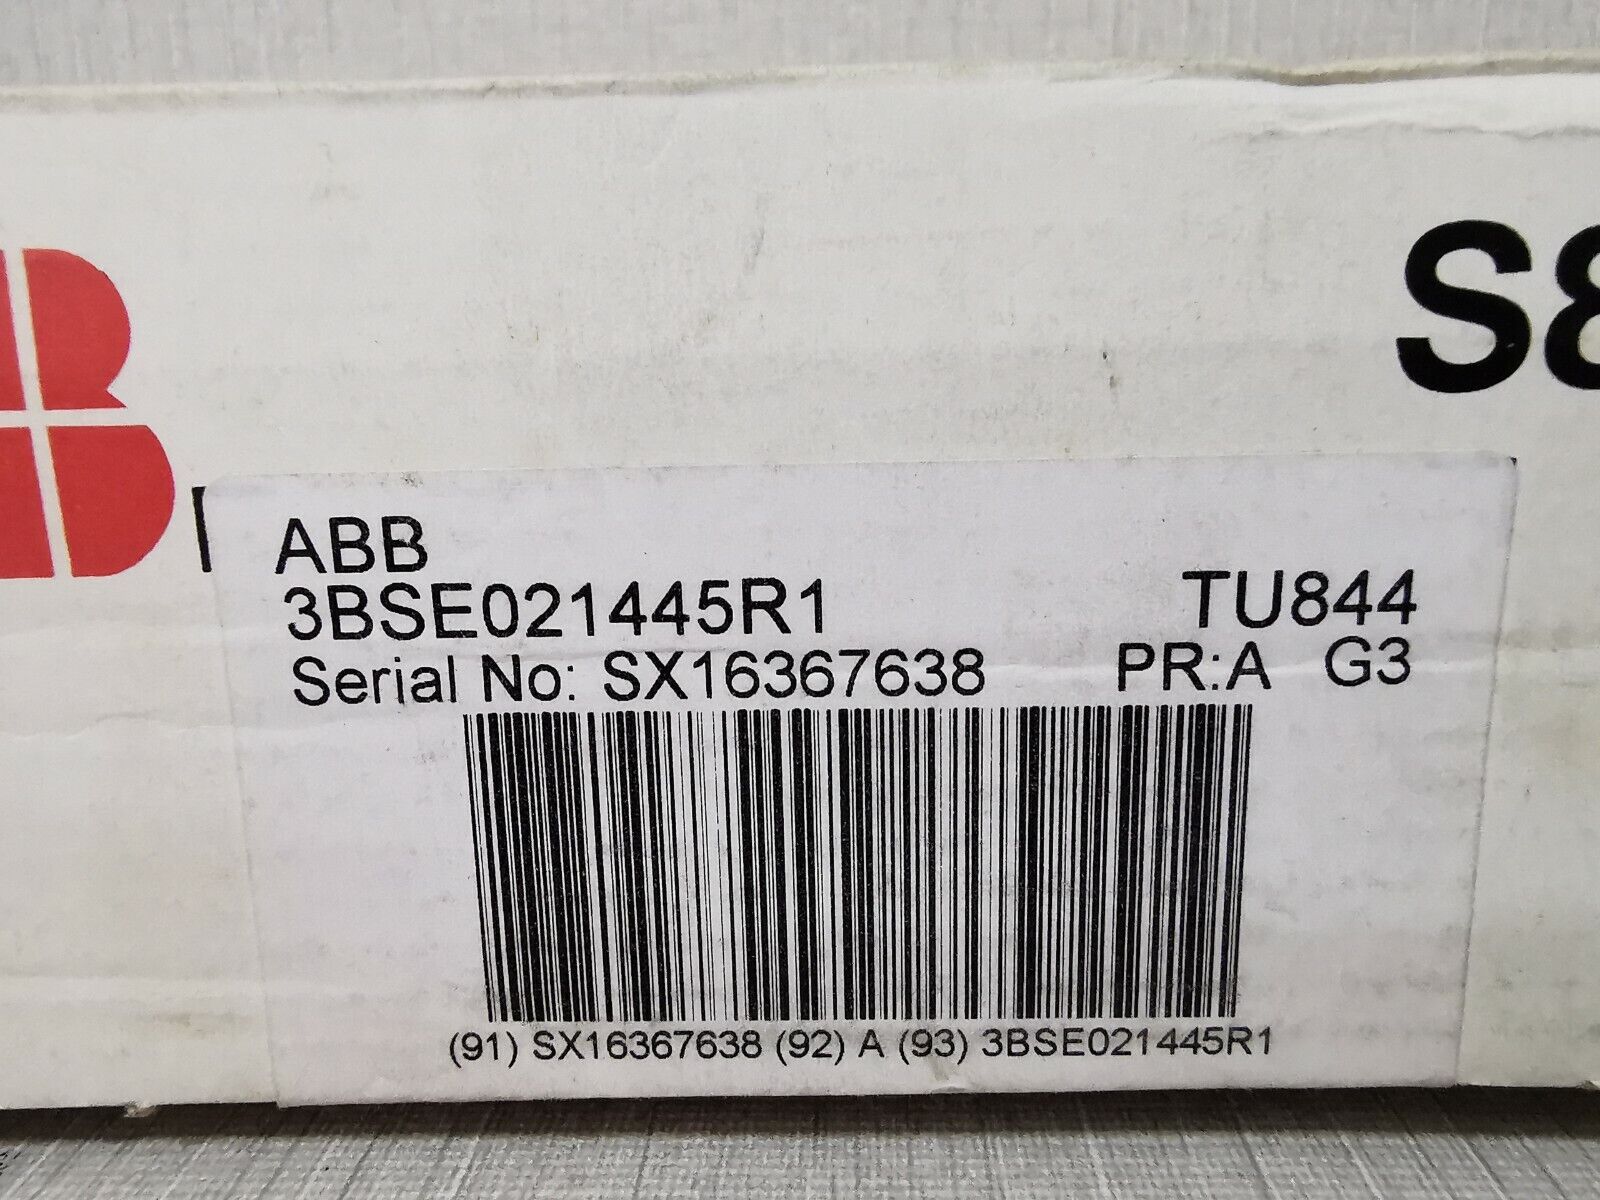 S8
ABB
3BSE021445R1 TU844
Serial No: SX16367638 PR:A G3
(91) SX16367638 (92) A (93) 3BSE021445R1